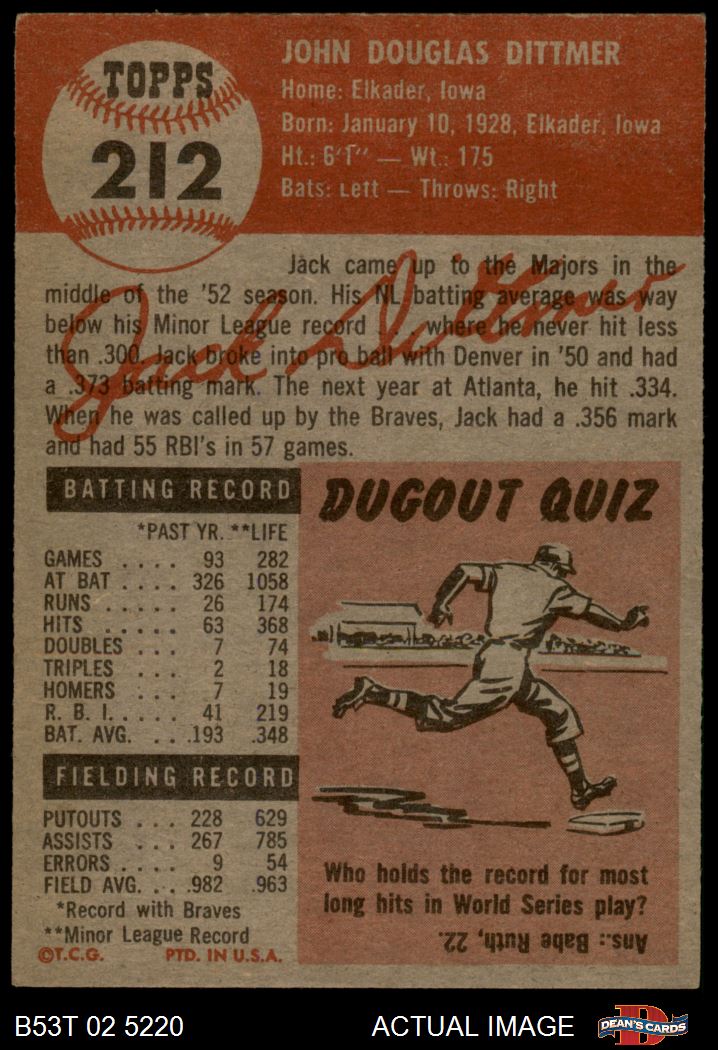 TOPPS
212
JOHN DOUGLAS DITTMER
Home: Elkader, Iowa
Born: January 10, 1928, Elkader, Iowa
Ht.: 6'1" — Wt.: 175
Bats: Left — Throws: Right
Jack came up to the Majors in the
middle of the '52 season. His NL batting average was way
below his Minor League record . . . where he never hit less
than .300. Jack broke into pro ball with Denver in '50 and had
a .373 batting mark. The next year at Atlanta, he hit .334.
When he was called up by the Braves, Jack had a .356 mark
and had 55 RBI's in 57 games.
Jack Dittmer
BATTING RECORD
*PAST YR. **LIFE
GAMES . . . . 93 282
AT BAT . . . . 326 1058
RUNS . . . . . 26 174
HITS . . . . . 63 368
DOUBLES . . . 7 74
TRIPLES . . . 2 18
HOMERS . . . 7 19
R. B. I. . . . . . 41 219
BAT. AVG. . . .193 .348
FIELDING RECORD
PUTOUTS . . . 228 629
ASSISTS . . . 267 785
ERRORS . . . . 9 54
FIELD AVG. . . .982 .963
*Record with Braves
**Minor League Record
©T.C.G. PTD. IN U.S.A.
DUGOUT QUIZ
Who holds the record for most
long hits in World Series play?
Ans.: Babe Ruth, 22.
B53T 02 5220
ACTUAL IMAGE
D
DEAN'S CARDS